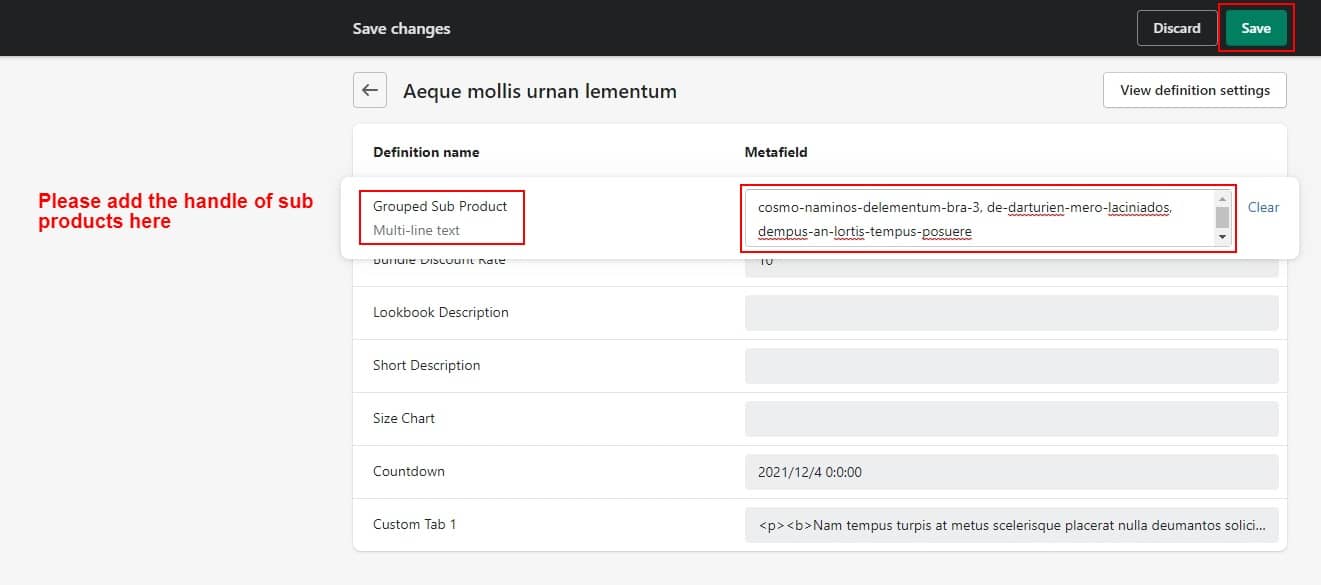 Save changes
Discard
Save
Aeque mollis urnan lementum
View definition settings
Definition name
Metafield
Please add the handle of sub
products here
Grouped Sub Product
Multi-line text
cosmo-naminos-delementum-bra-3, de-darturien-mero-laciniados,
dempus-an-lortis-tempus-posuere
Clear
Bundle Discount Rate
10
Lookbook Description
Short Description
Size Chart
Countdown
2021/12/4 0:0:00
Custom Tab 1
<p><b>Nam tempus turpis at metus scelerisque placerat nulla deumantos solici...